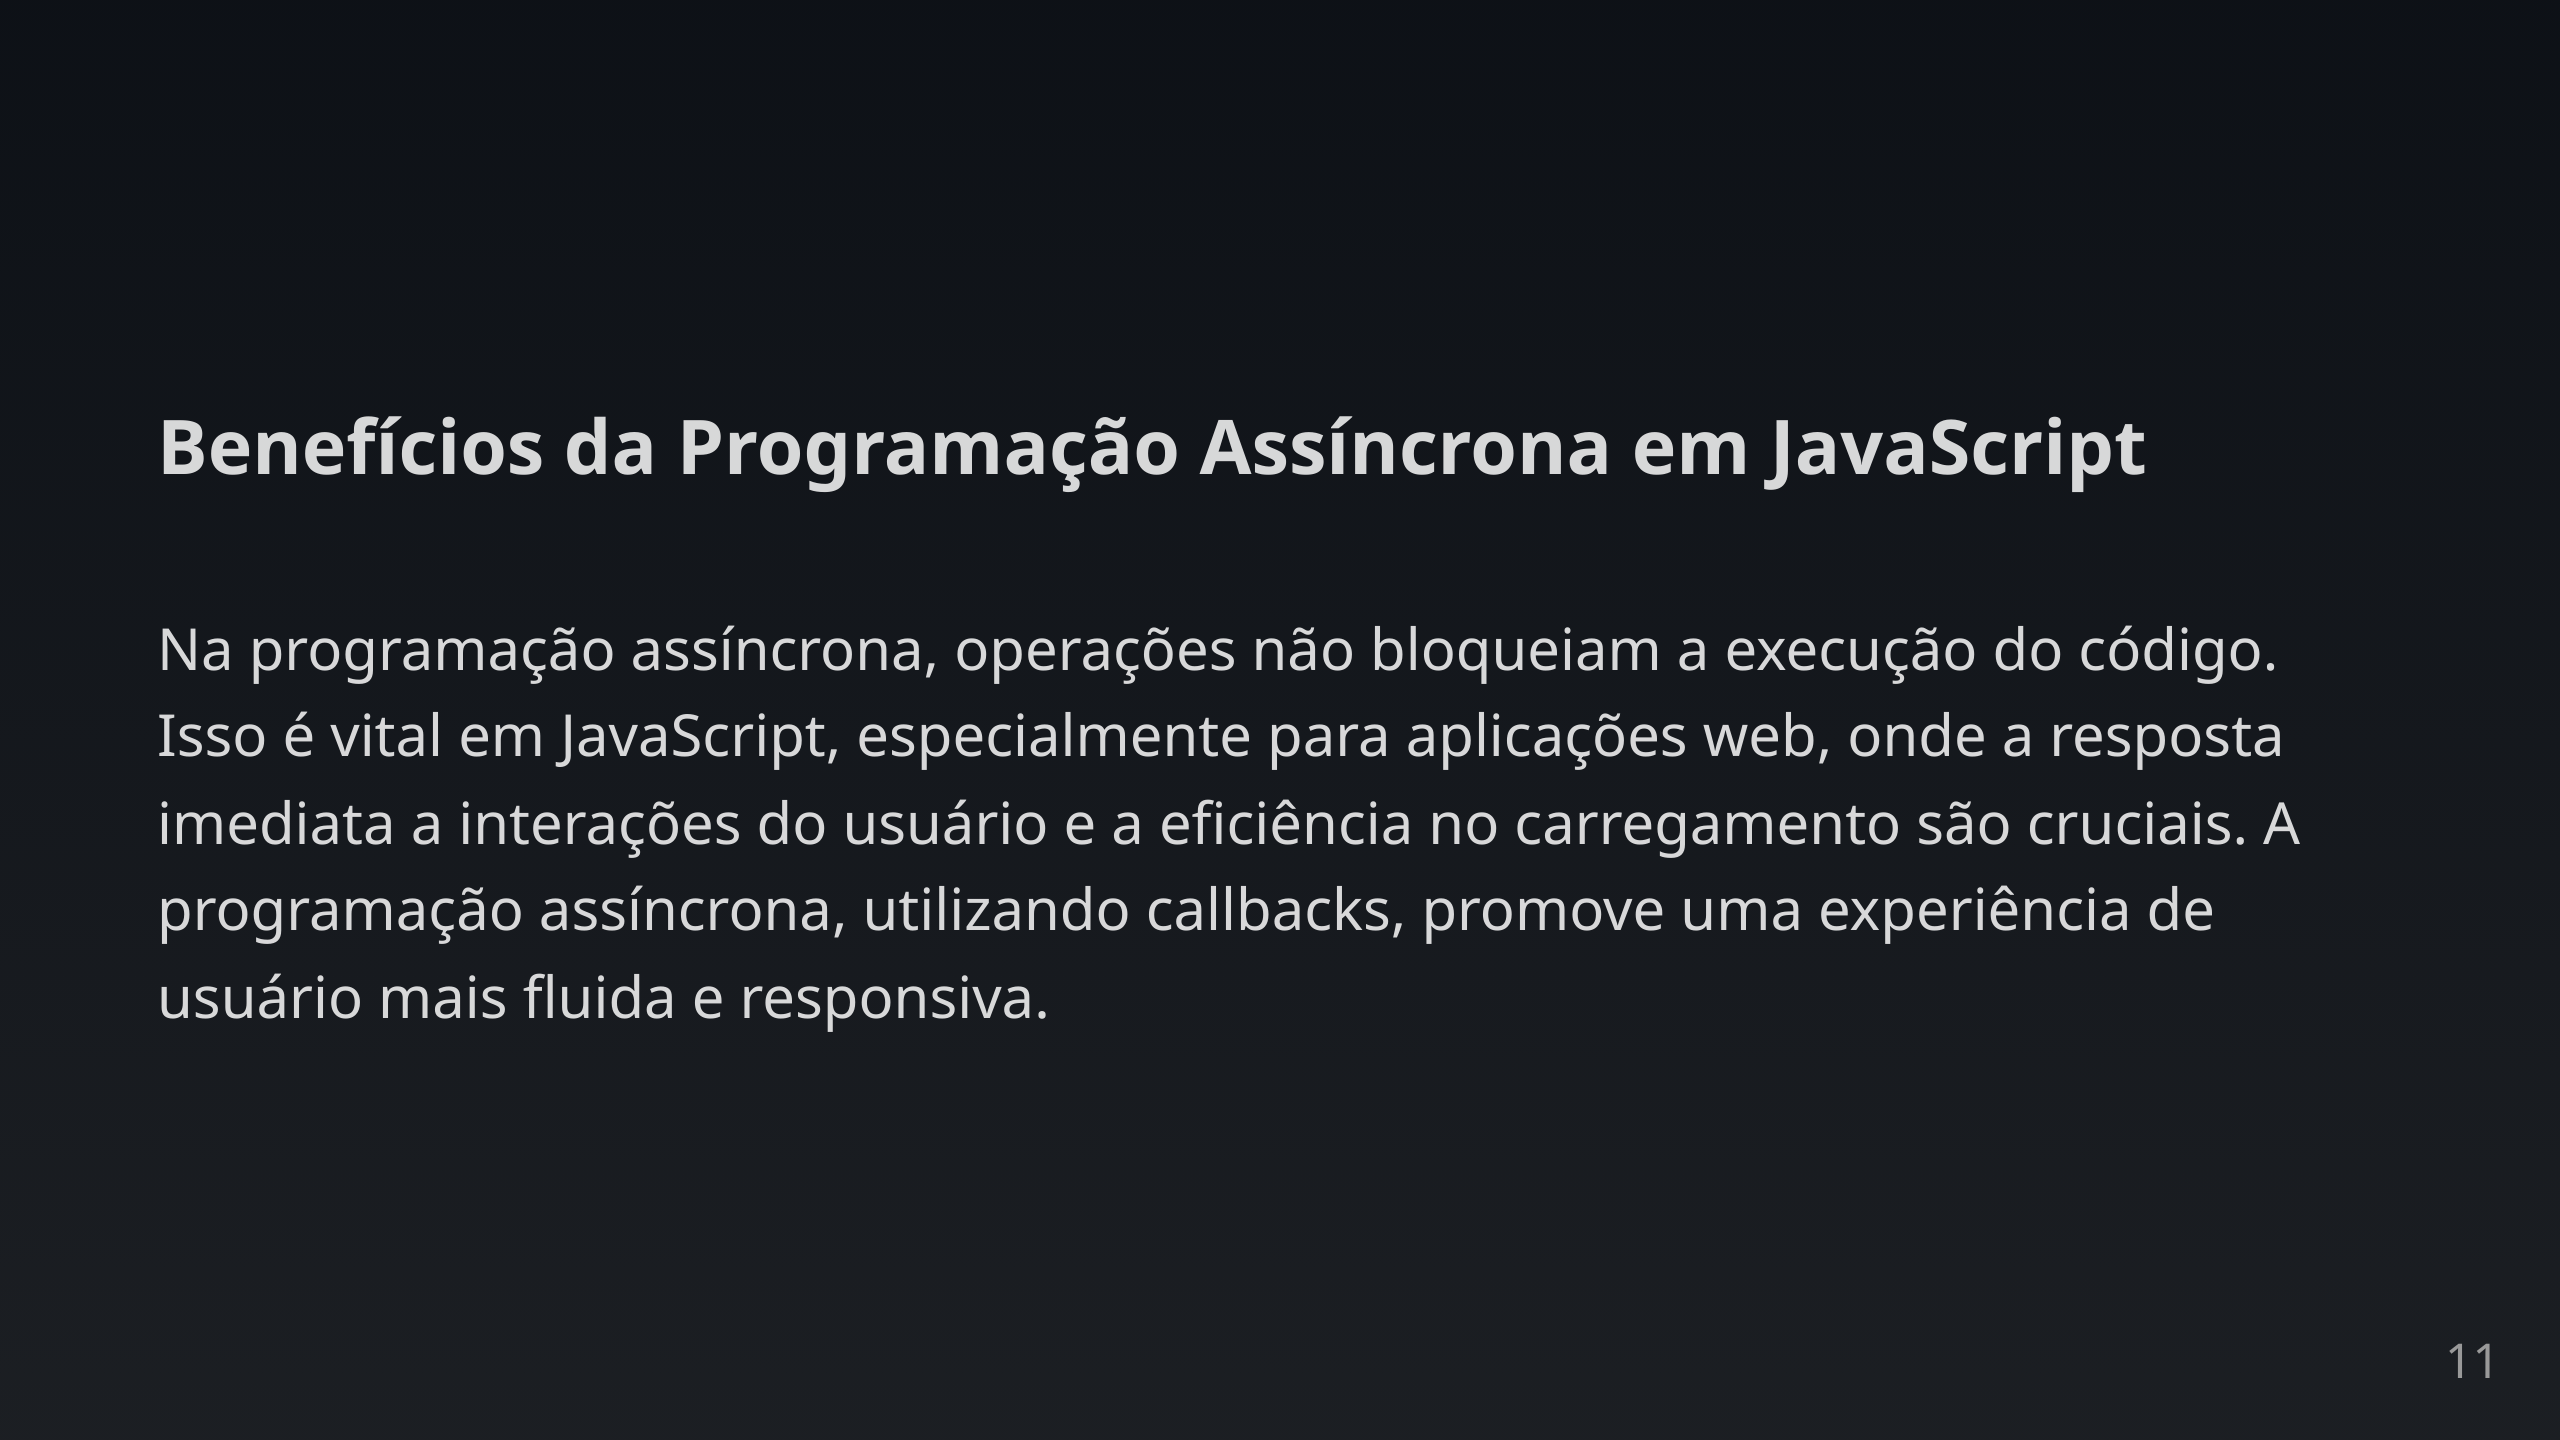 Benefícios da Programação Assíncrona em JavaScript
Na programação assíncrona, operações não bloqueiam a execução do código.
Isso é vital em JavaScript, especialmente para aplicações web, onde a resposta
imediata a interações do usuário e a eficiência no carregamento são cruciais. A
programação assíncrona, utilizando callbacks, promove uma experiência de
usuário mais fluida e responsiva.
11